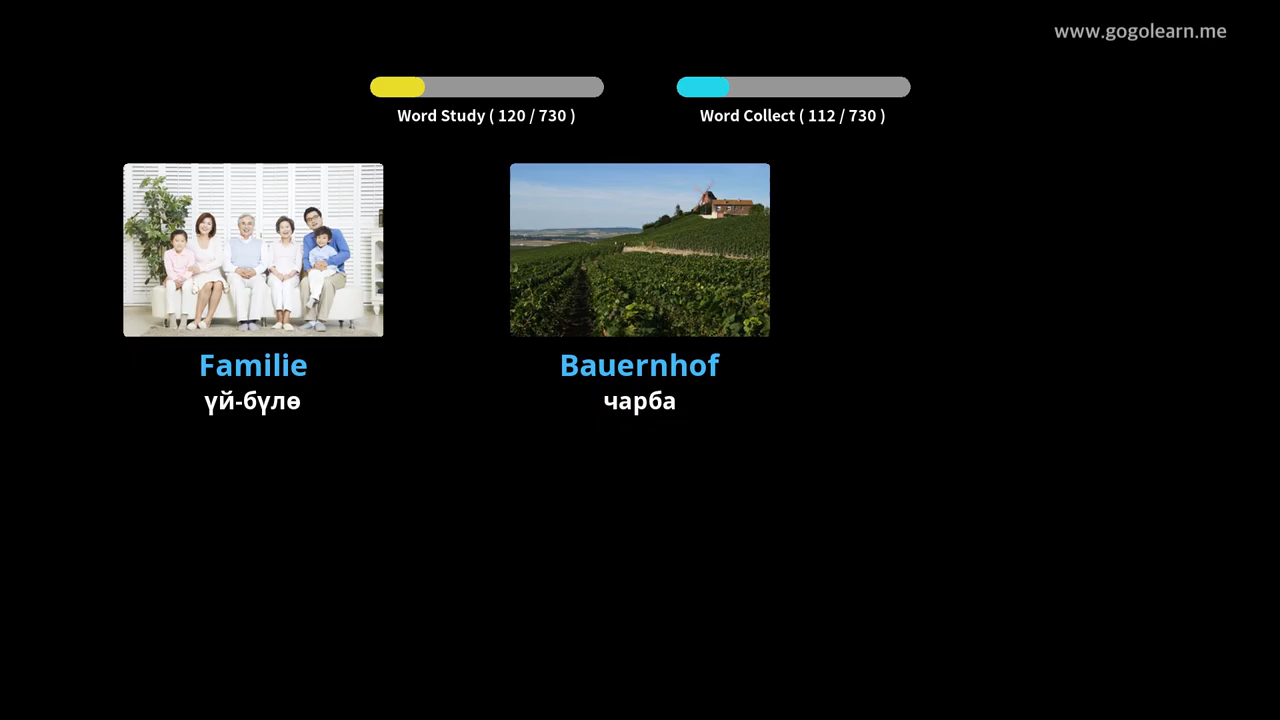 www.gogolearn.me
Word Study ( 120 / 730 )
Word Collect ( 112 / 730 )
Familie
үй-бүлө
Bauernhof
чарба